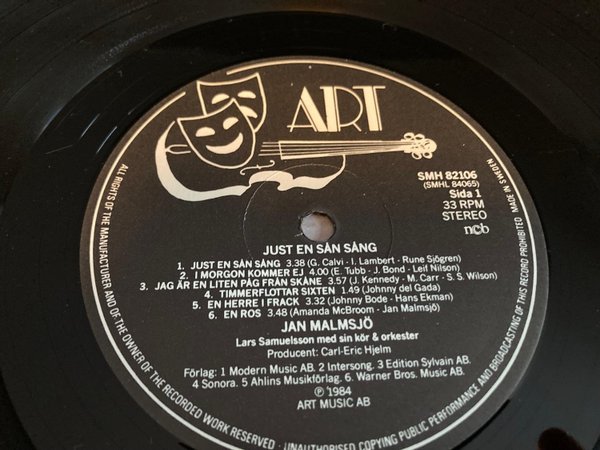 ART
SMH 82106
(SMHL 84065)
Sida 1
33 RPM
STEREO
ncb
JUST EN SÅN SÅNG
1. JUST EN SÅN SÅNG 3.38 (G. Calvi - I. Lambert - Rune Sjögren)
2. I MORGON KOMMER EJ 4.00 (E. Tubb - J. Bond - Leif Nilson)
3. JAG ÄR EN LITEN PÅG FRÅN SKÅNE 3.57 (J. Kennedy - M. Carr - S. S. Wilson)
4. TIMMERFLOTTAR SIXTEN 1.49 (Johnny del Gada)
5. EN HERRE I FRACK 3.32 (Johnny Bode - Hans Ekman)
6. EN ROS 3.48 (Amanda McBroom - Jan Malmsjö)
JAN MALMSJÖ
Lars Samuelsson med sin kör & orkester
Producent: Carl-Eric Hjelm
Förlag: 1 Modern Music AB. 2 Intersong. 3 Edition Sylvain AB.
4 Sonora. 5 Ahlins Musikförlag. 6 Warner Bros. Music AB.
Ⓟ 1984
ART MUSIC AB
ALL RIGHTS OF THE MANUFACTURER AND OF THE OWNER OF THE RECORDED WORK RESERVED · UNAUTHORISED COPYING PUBLIC PERFORMANCE AND BROADCASTING OF THIS RECORD PROHIBITED MADE IN SWEDEN